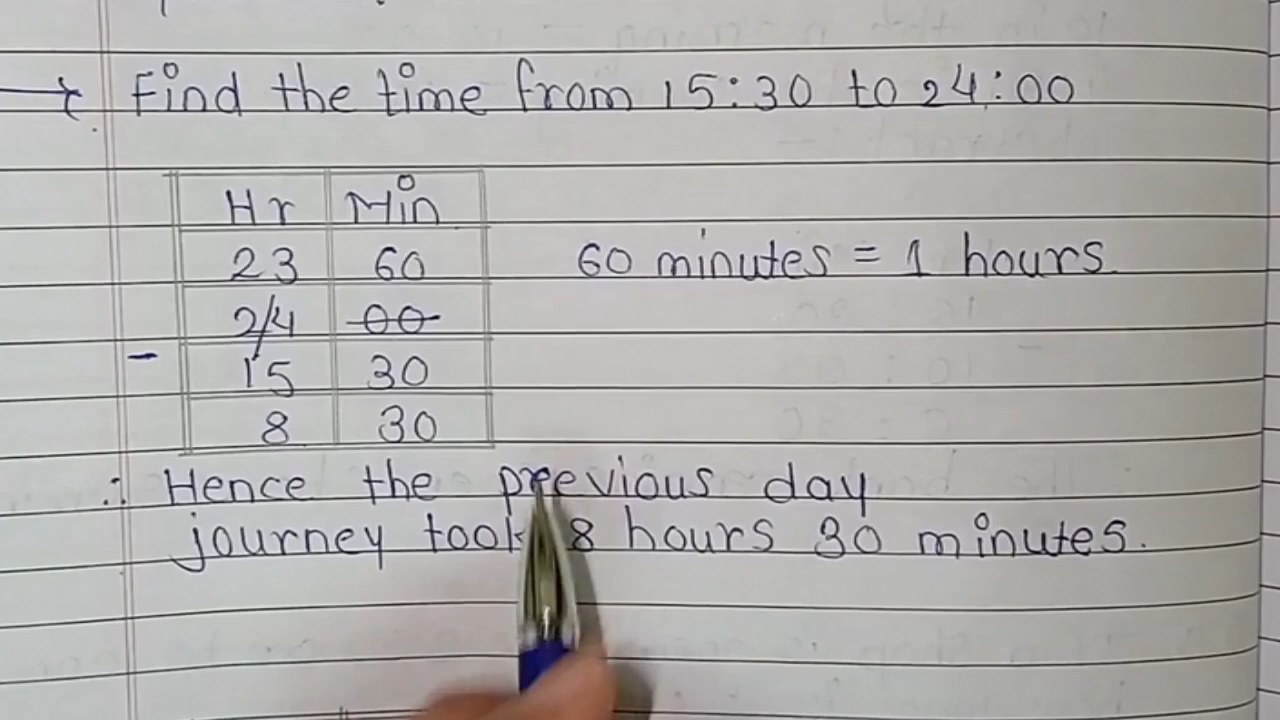 Find the time from 15:30 to 24:00
Hr Min
23 60 60 minutes = 1 hours
24 00
- 15 30
8 30
∴ Hence the previous day
journey took 8 hours 30 minutes.